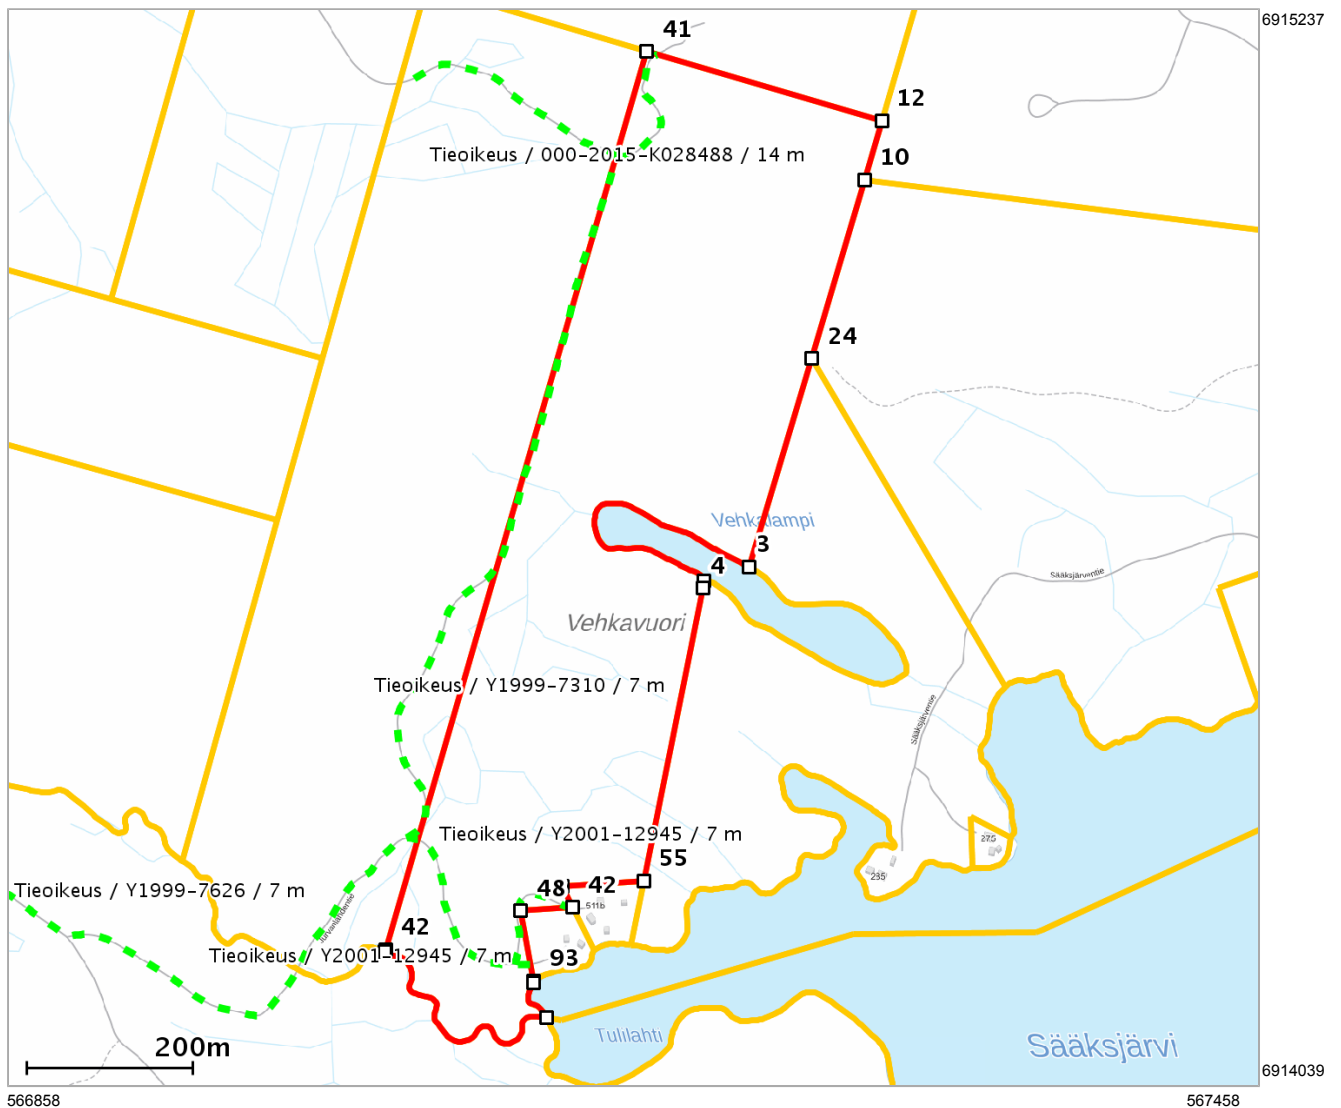 6915237
41
12
10
Tieoikeus / 000-2015-K028488 / 14 m
24
Vehkalampi
3
4
Sääksjärventie
Vehkavuori
Tieoikeus / Y1999-7310 / 7 m
Sääksjärventie
Tieoikeus / Y2001-12945 / 7 m
275
55
235
48
42
Tieoikeus / Y1999-7626 / 7 m
511b
42
Tieoikeus / Y2001-12945 / 7 m
93
Tulilahti
Sääksjärvi
200m
6914039
566858
567458